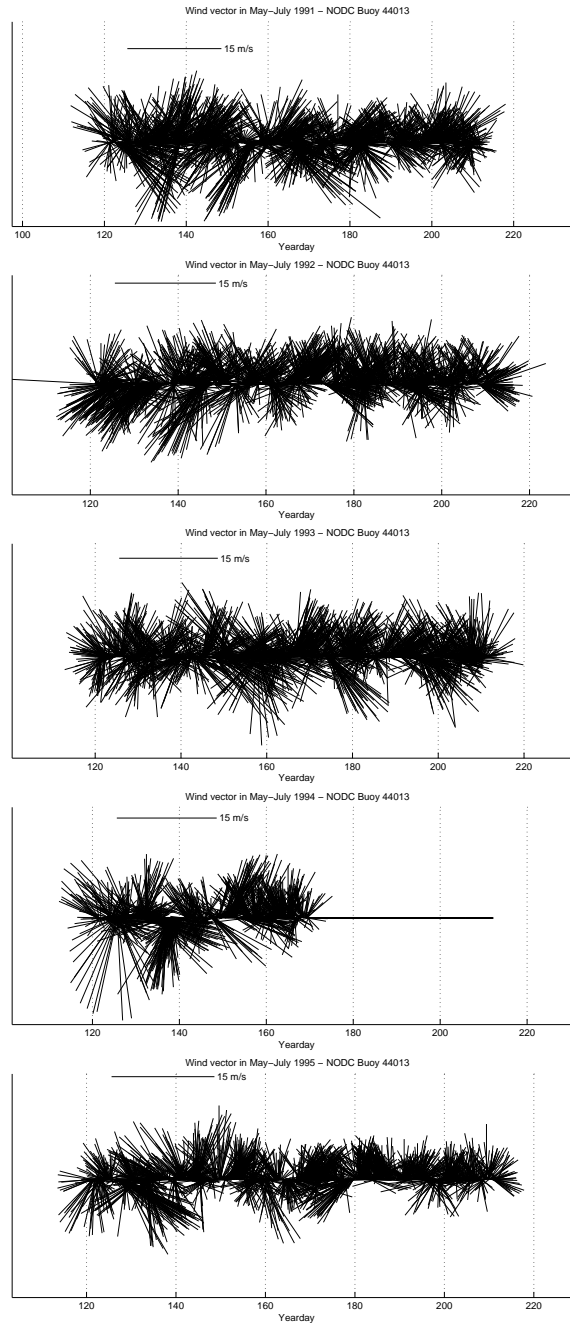 Wind vector in May−July 1991 − NODC Buoy 44013
15 m/s
100 120 140 160 180 200 220
Yearday
Wind vector in May−July 1992 − NODC Buoy 44013
15 m/s
120 140 160 180 200 220
Yearday
Wind vector in May−July 1993 − NODC Buoy 44013
15 m/s
120 140 160 180 200 220
Yearday
Wind vector in May−July 1994 − NODC Buoy 44013
15 m/s
120 140 160 180 200 220
Yearday
Wind vector in May−July 1995 − NODC Buoy 44013
15 m/s
120 140 160 180 200 220
Yearday